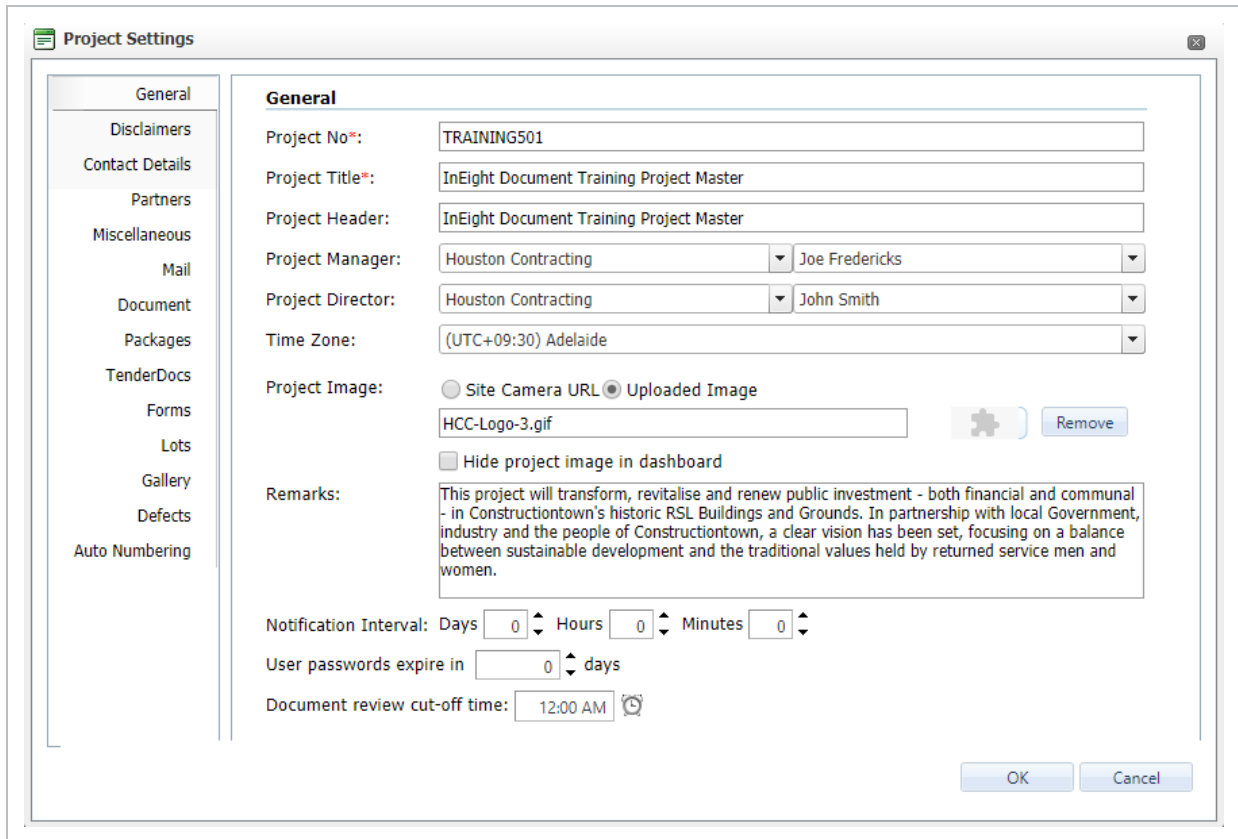 Project Settings
General
Disclaimers
Contact Details
Partners
Miscellaneous
Mail
Document
Packages
TenderDocs
Forms
Lots
Gallery
Defects
Auto Numbering
General
Project No*: TRAINING501
Project Title*: InEight Document Training Project Master
Project Header: InEight Document Training Project Master
Project Manager: Houston Contracting Joe Fredericks
Project Director: Houston Contracting John Smith
Time Zone: (UTC+09:30) Adelaide
Project Image: Site Camera URL Uploaded Image
HCC-Logo-3.gif Remove
Hide project image in dashboard
Remarks: This project will transform, revitalise and renew public investment - both financial and communal
- in Constructiontown's historic RSL Buildings and Grounds. In partnership with local Government,
industry and the people of Constructiontown, a clear vision has been set, focusing on a balance
between sustainable development and the traditional values held by returned service men and
women.
Notification Interval: Days 0 Hours 0 Minutes 0
User passwords expire in 0 days
Document review cut-off time: 12:00 AM
OK Cancel